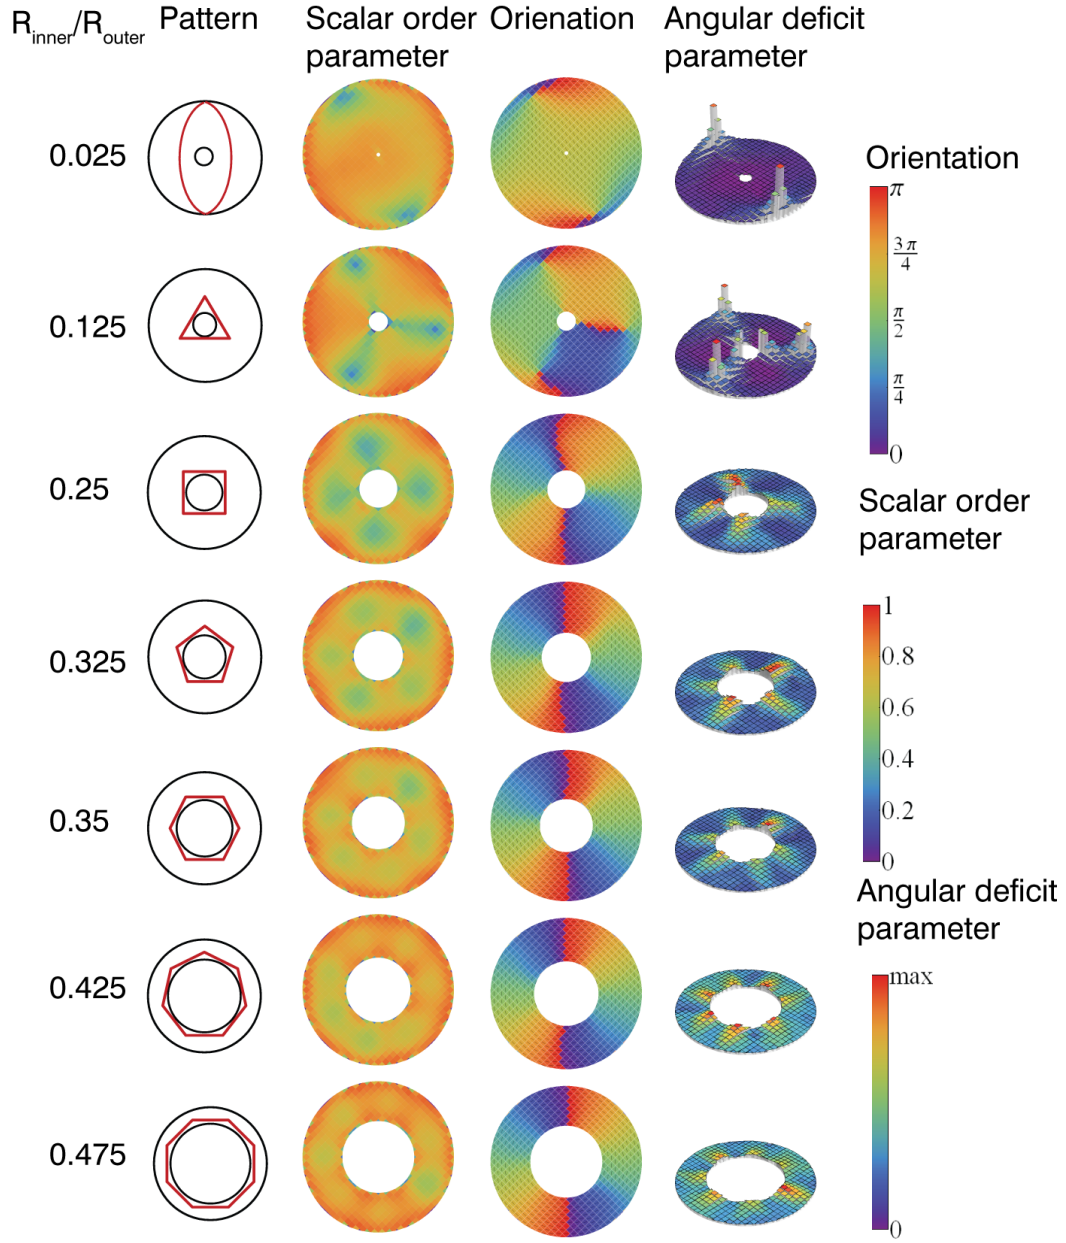 R_inner/R_outer Pattern Scalar order parameter Orienation Angular deficit parameter
0.025
0.125
0.25
0.325
0.35
0.425
0.475
Orientation
π
3π/4
π/2
π/4
0
Scalar order
parameter
1
0.8
0.6
0.4
0.2
0
Angular deficit
parameter
max
0